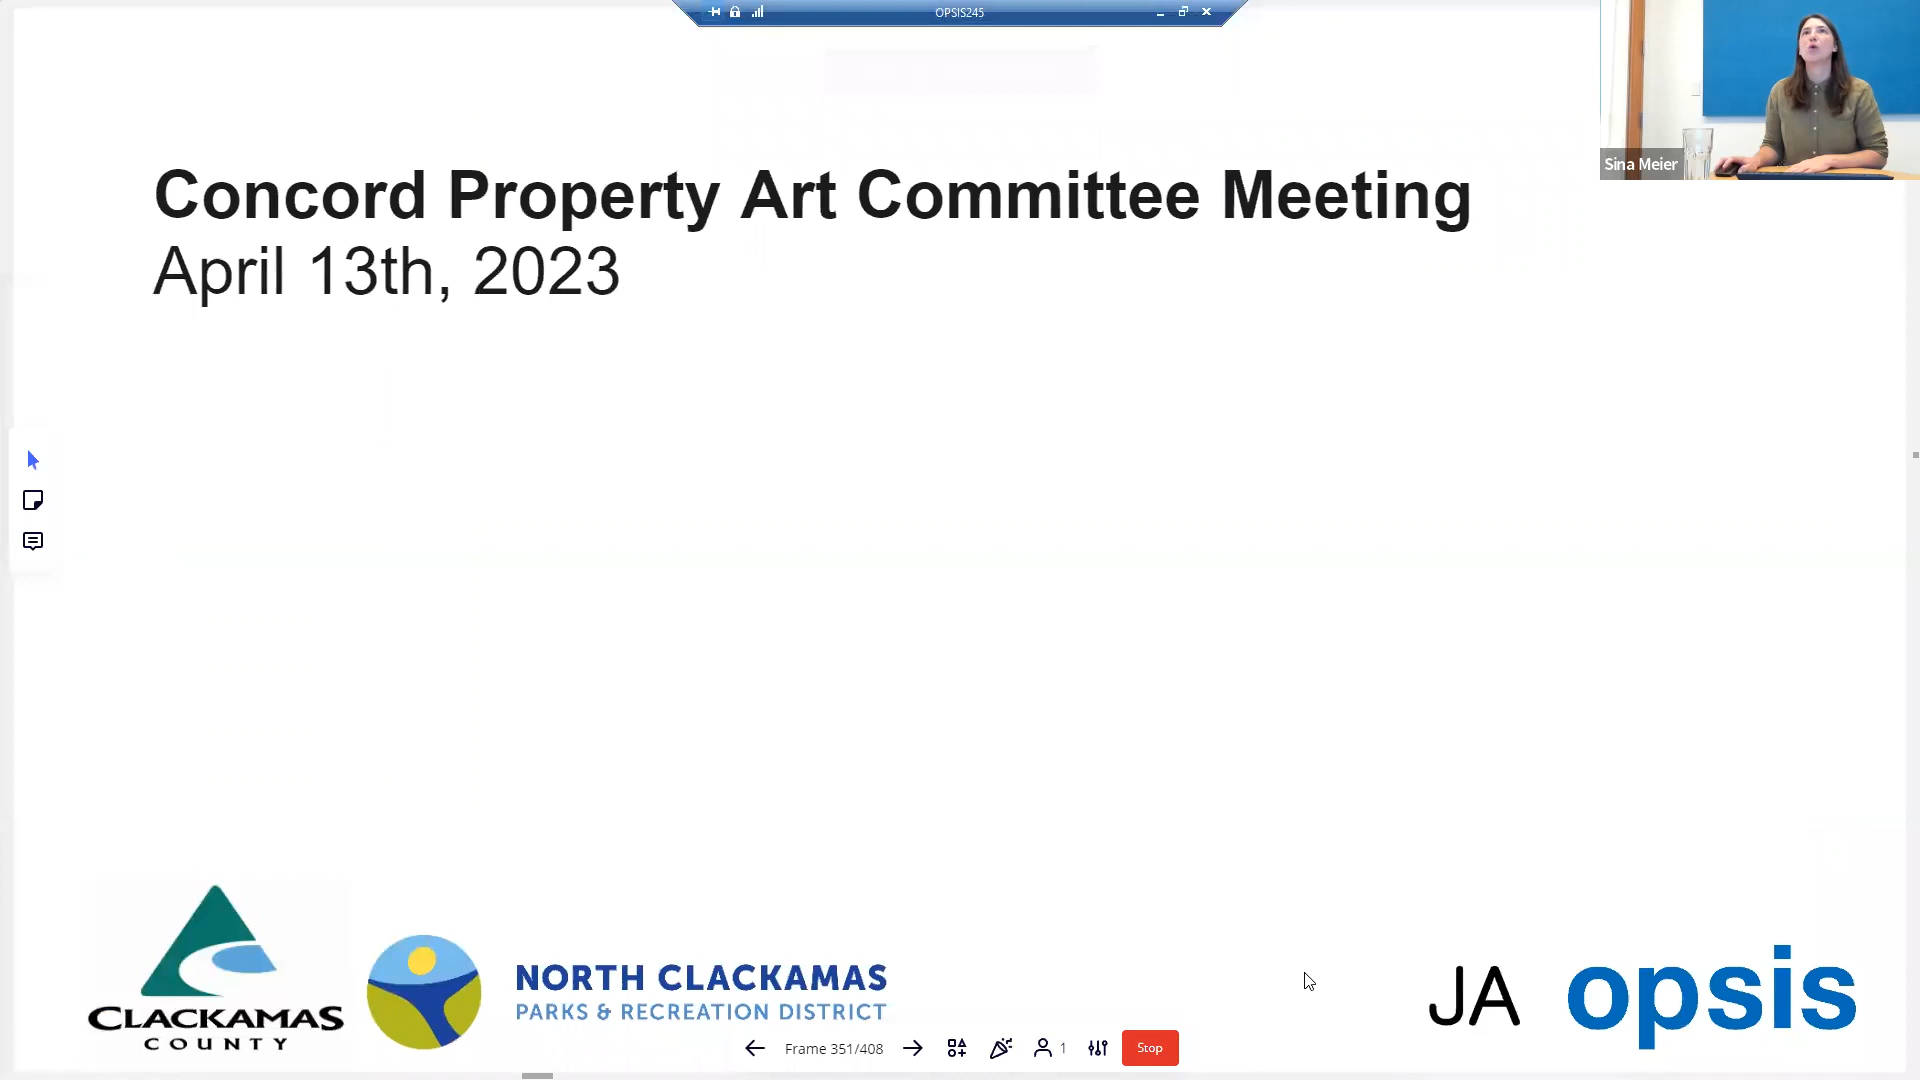 OPSIS245
Sina Meier
Concord Property Art Committee Meeting
April 13th, 2023
CLACKAMAS
COUNTY
NORTH CLACKAMAS
PARKS & RECREATION DISTRICT
JA opsis
Frame 351/408
1
Stop